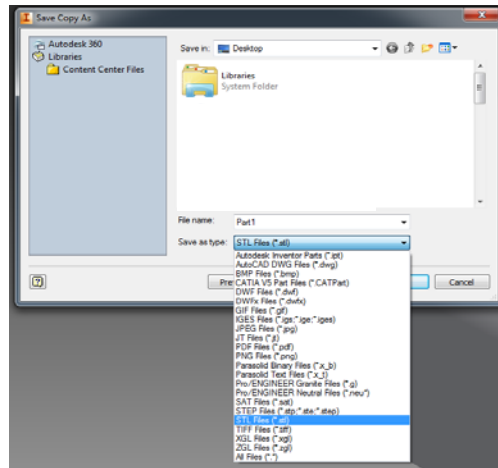 Save Copy As
Autodesk 360
Libraries
Content Center Files
Save in: Desktop
Libraries
System Folder
File name: Part1
Save as type: STL Files (*.stl)
Autodesk Inventor Parts (*.ipt)
AutoCAD DWG Files (*.dwg)
BMP Files (*.bmp)
CATIA V5 Part Files (*.CATPart)
DWF Files (*.dwf)
DWFx Files (*.dwfx)
GIF Files (*.gif)
IGES Files (*.igs;*.ige;*.iges)
JPEG Files (*.jpg)
JT Files (*.jt)
PDF Files (*.pdf)
PNG Files (*.png)
Parasolid Binary Files (*.x_b)
Parasolid Text Files (*.x_t)
Pro/ENGINEER Granite Files (*.g)
Pro/ENGINEER Neutral Files (*.neu*)
SAT Files (*.sat)
STEP Files (*.stp;*.ste;*.step)
STL Files (*.stl)
TIFF Files (*.tiff)
XGL Files (*.xgl)
ZGL Files (*.zgl)
All Files (*.*)
Pre
Cancel